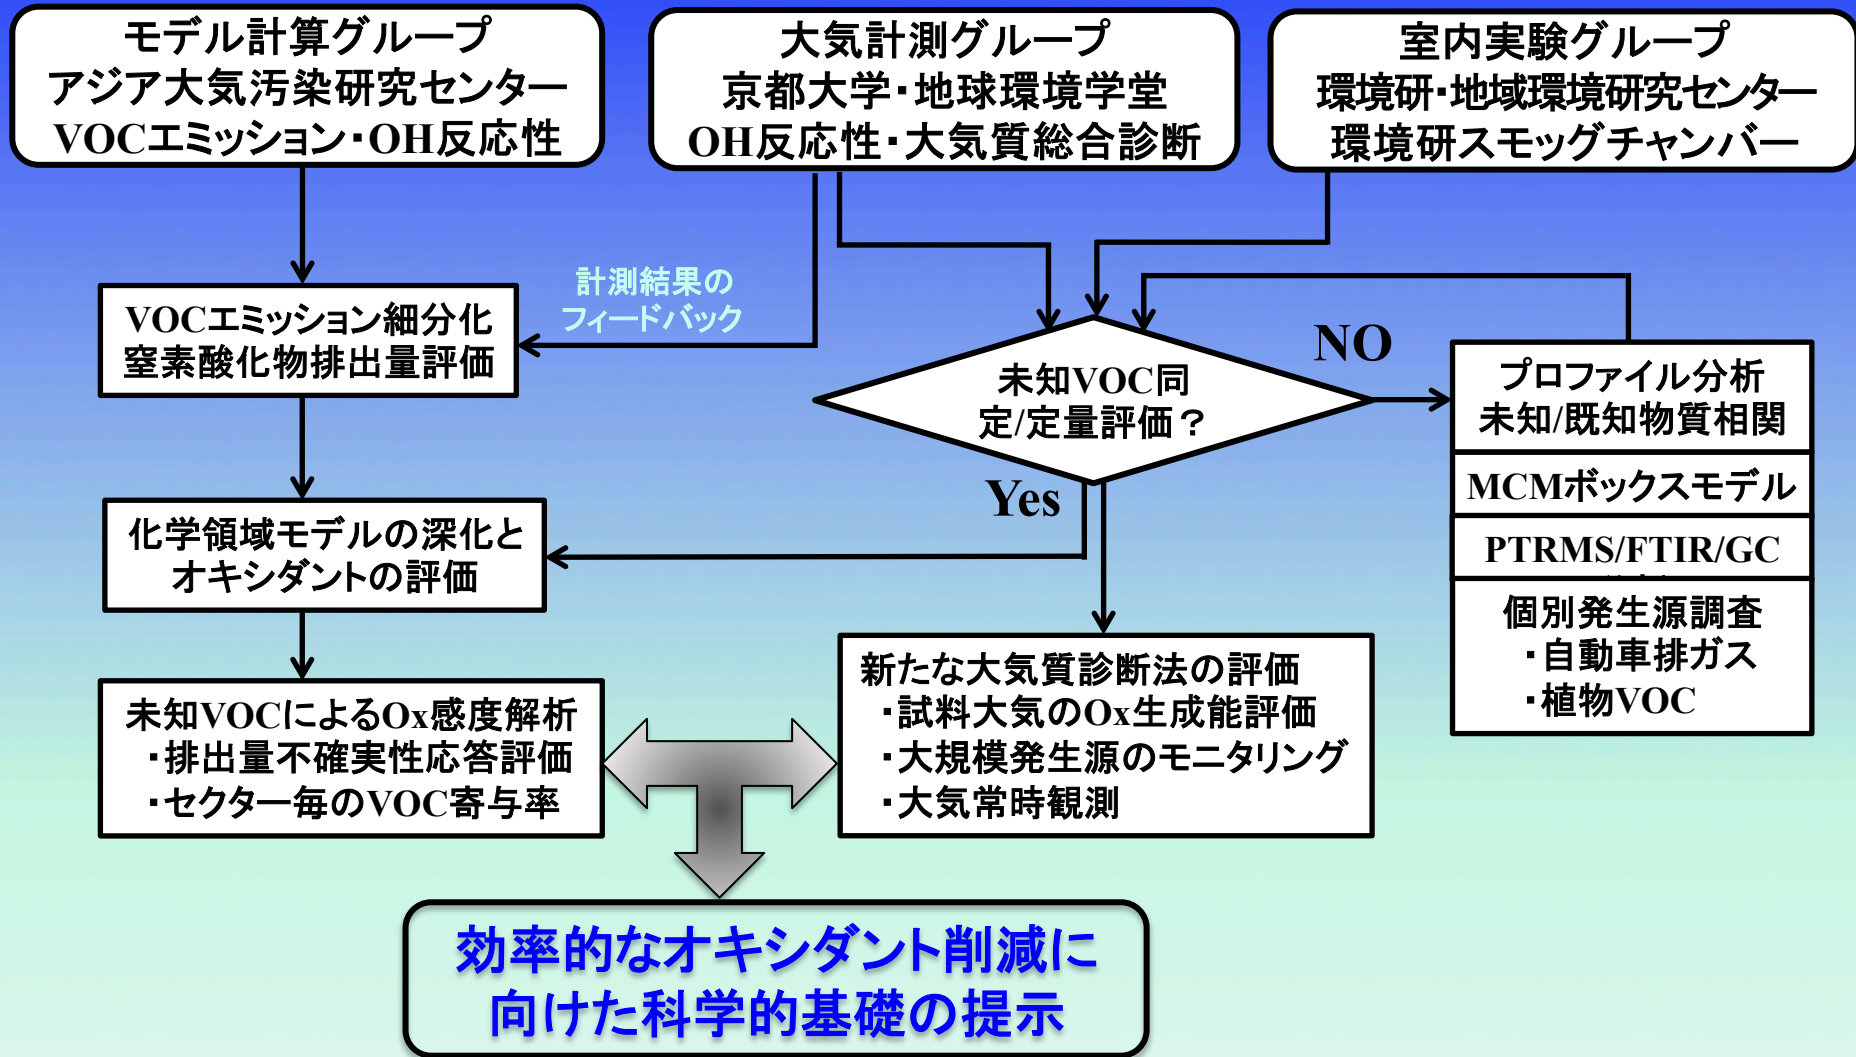 モデル計算グループ
アジア大気汚染研究センター
VOCエミッション・OH反応性
大気計測グループ
京都大学・地球環境学堂
OH反応性・大気質総合診断
室内実験グループ
環境研・地域環境研究センター
環境研スモッグチャンバー
計測結果の
フィードバック
VOCエミッション細分化
窒素酸化物排出量評価
未知VOC同
定/定量評価？
NO
Yes
プロファイル分析
未知/既知物質相関
MCMボックスモデル
PTRMS/FTIR/GC
個別発生源調査
・自動車排ガス
・植物VOC
化学領域モデルの深化と
オキシダントの評価
未知VOCによるOx感度解析
・排出量不確実性応答評価
・セクター毎のVOC寄与率
新たな大気質診断法の評価
・試料大気のOx生成能評価
・大規模発生源のモニタリング
・大気常時観測
効率的なオキシダント削減に
向けた科学的基礎の提示